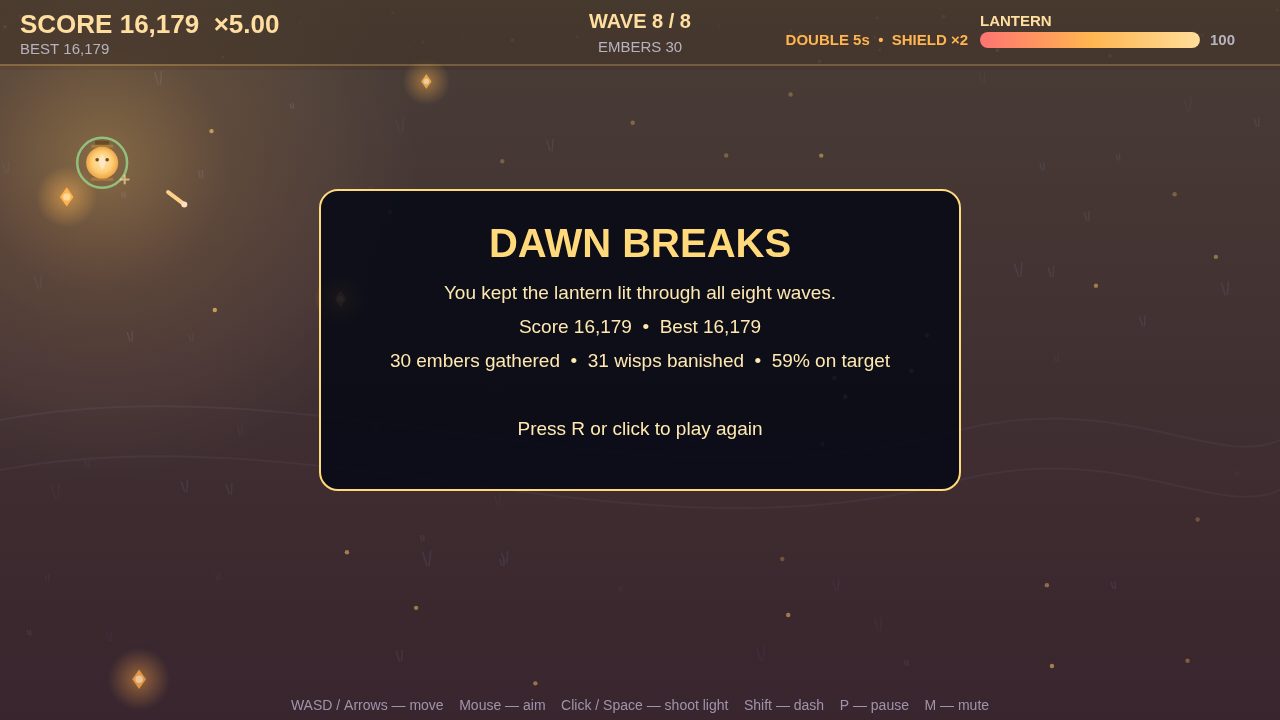 SCORE 16,179 ×5.00
BEST 16,179
WAVE 8 / 8
EMBERS 30
DOUBLE 5s • SHIELD ×2
LANTERN
100
DAWN BREAKS
You kept the lantern lit through all eight waves.
Score 16,179 • Best 16,179
30 embers gathered • 31 wisps banished • 59% on target
Press R or click to play again
WASD / Arrows — move Mouse — aim Click / Space — shoot light Shift — dash P — pause M — mute